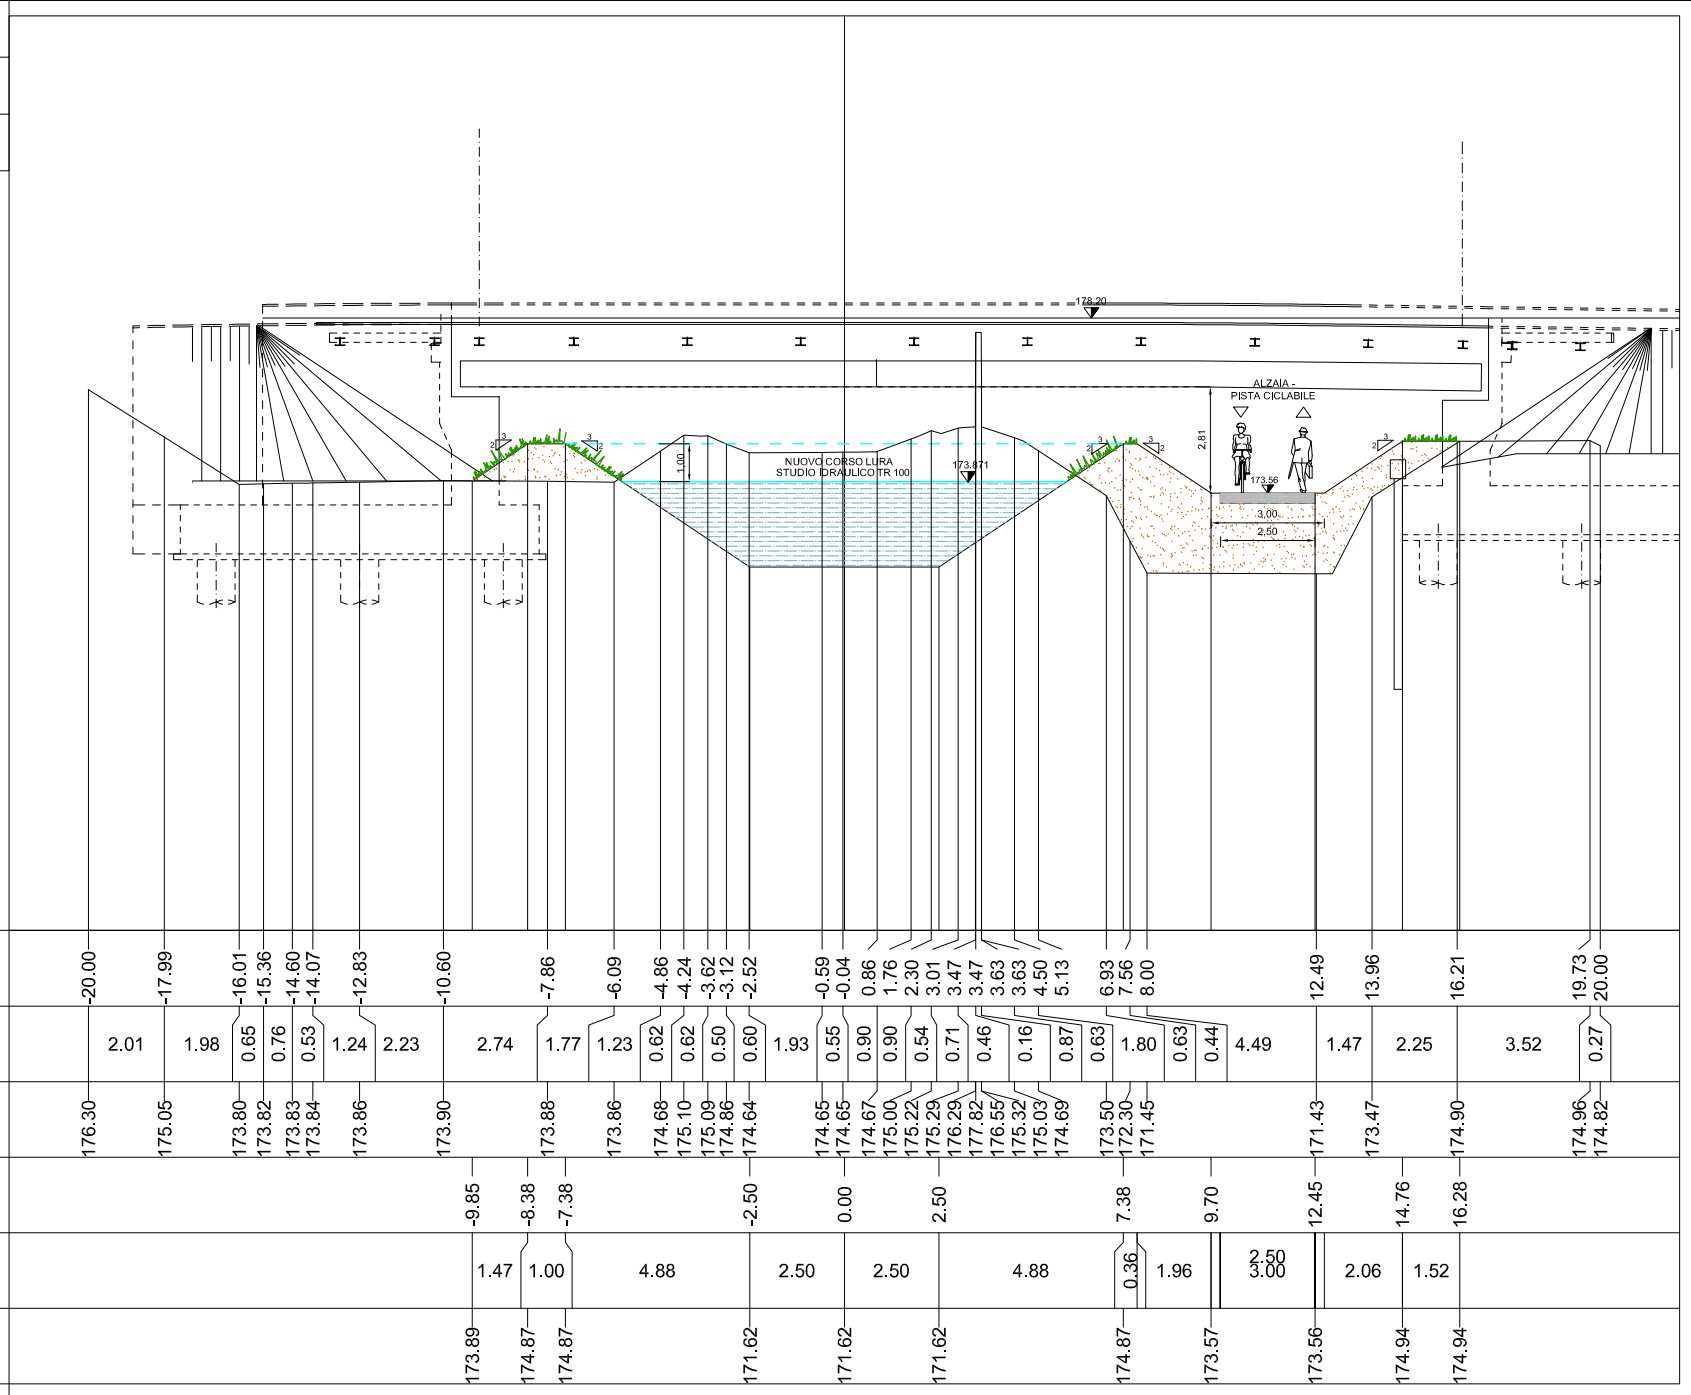 178.20
ALZAIA -
PISTA CICLABILE
3
2
3
2
1,00
NUOVO CORSO LURA
STUDIO IDRAULICO TR 100
173.871
3
2
3
2
2,81
3
2
173.56
3,00
2,50
-20.00 -17.99 -16.01 -15.36 -14.60 -14.07 -12.83 -10.60 -7.86 -6.09 -4.86 -4.24 -3.62 -3.12 -2.52 -0.59 -0.04 0.86 1.76 2.30 3.01 3.47 3.47 3.63 3.63 4.50 5.13 6.93 7.56 8.00 12.49 13.96 16.21 19.73 20.00
2.01 1.98 0.65 0.76 0.53 1.24 2.23 2.74 1.77 1.23 0.62 0.62 0.50 0.60 1.93 0.55 0.90 0.90 0.54 0.71 0.46 0.16 0.87 0.63 1.80 0.63 0.44 4.49 1.47 2.25 3.52 0.27
176.30 175.05 173.80 173.82 173.83 173.84 173.86 173.90 173.88 173.86 174.68 175.10 175.09 174.86 174.64 174.65 174.65 174.67 175.00 175.22 175.29 176.29 177.82 176.55 175.32 175.03 174.69 173.50 172.30 171.45 171.43 173.47 174.90 174.96 174.82
-9.85 -8.38 -7.38 -2.50 0.00 2.50 7.38 9.70 12.45 14.76 16.28
1.47 1.00 4.88 2.50 2.50 4.88 0.36 1.96 2.50 2.06 1.52
3.00
173.89 174.87 174.87 171.62 171.62 171.62 174.87 173.57 173.56 174.94 174.94